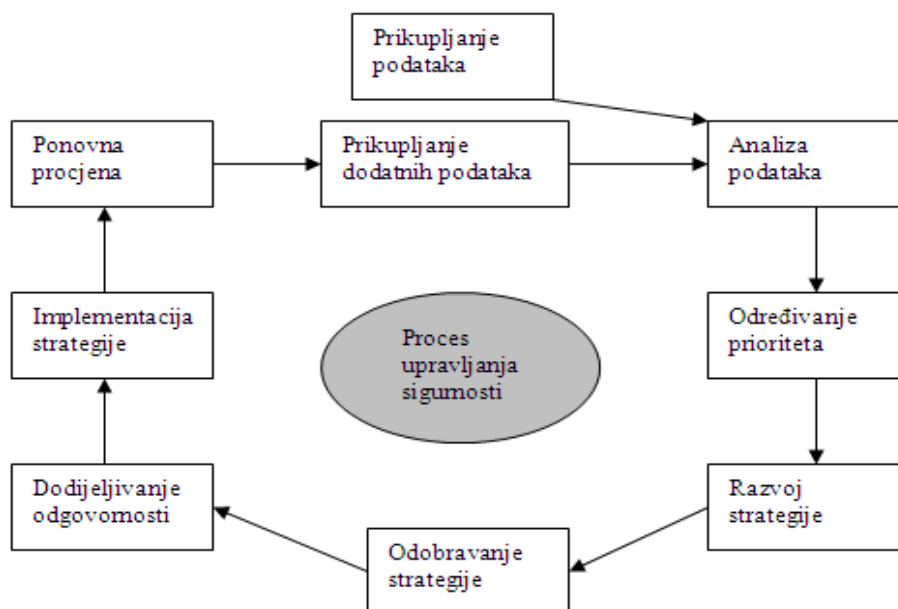 Prikupljanje
podataka
Ponovna
procjena
Prikupljanje
dodatnih podataka
Analiza
podataka
Implementacija
strategije
Proces
upravljanja
sigurnosti
Određivanje
prioriteta
Dodijeljivanje
odgovornosti
Odobravanje
strategije
Razvoj
strategije